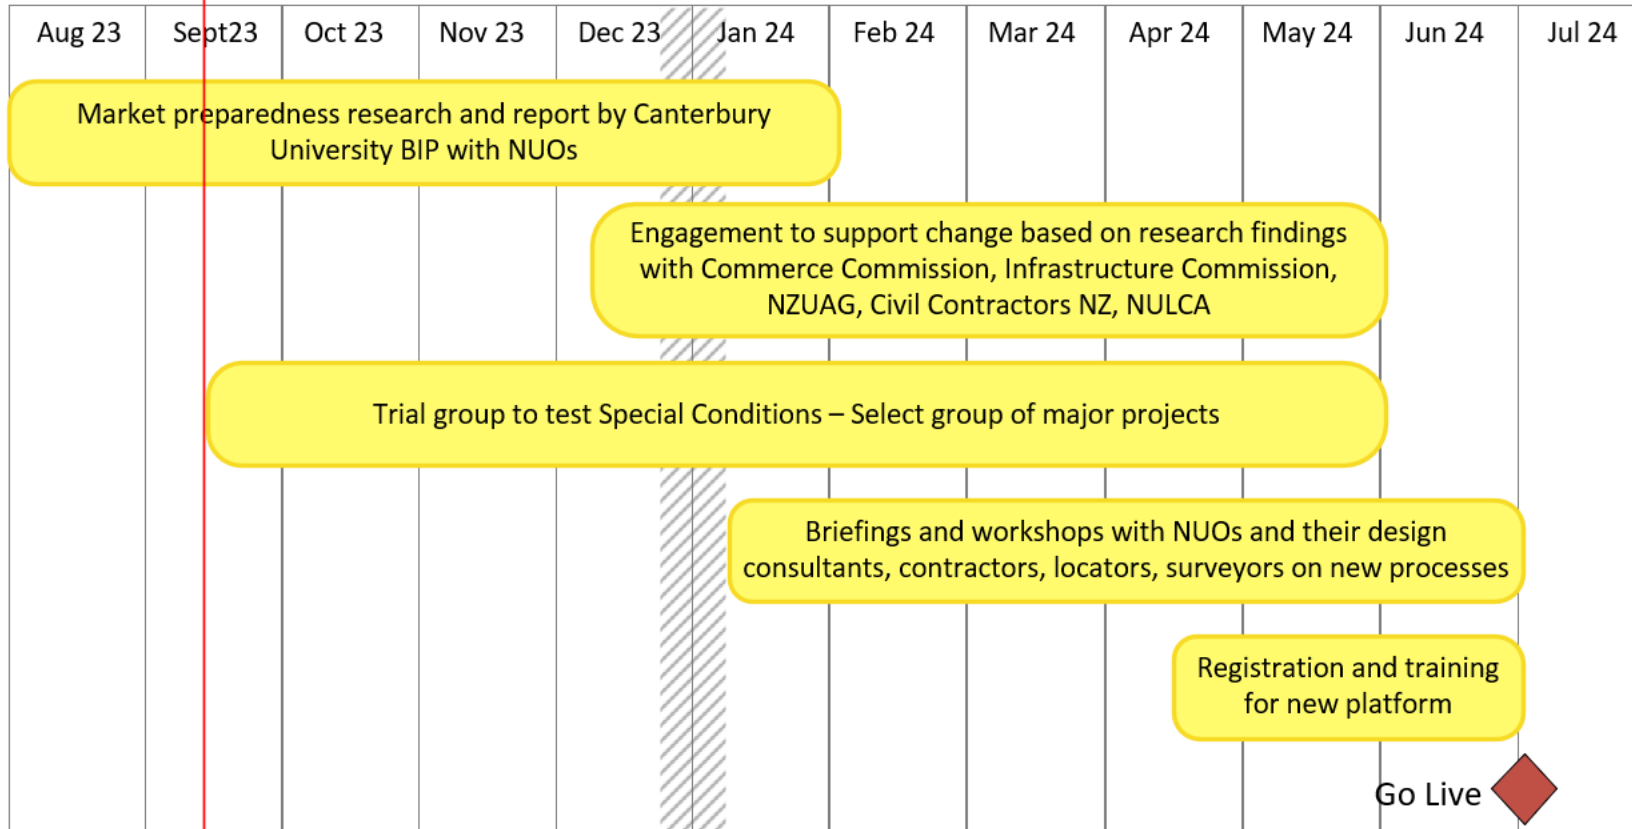 Aug 23 Sept23 Oct 23 Nov 23 Dec 23 Jan 24 Feb 24 Mar 24 Apr 24 May 24 Jun 24 Jul 24
Market preparedness research and report by Canterbury
University BIP with NUOs
Engagement to support change based on research findings
with Commerce Commission, Infrastructure Commission,
NZUAG, Civil Contractors NZ, NULCA
Trial group to test Special Conditions – Select group of major projects
Briefings and workshops with NUOs and their design
consultants, contractors, locators, surveyors on new processes
Registration and training
for new platform
Go Live